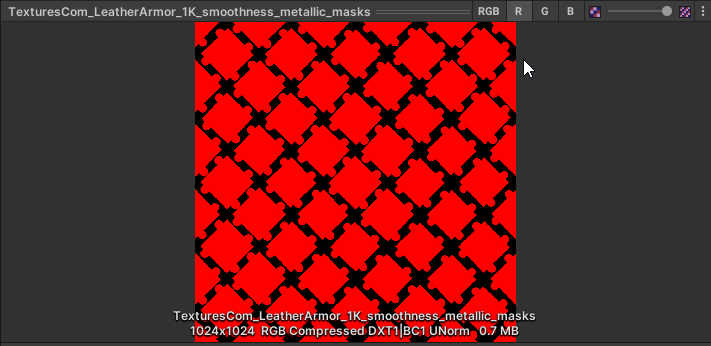 TexturesCom_LeatherArmor_1K_smoothness_metallic_masks RGB R G B
TexturesCom_LeatherArmor_1K_smoothness_metallic_masks
1024x1024 RGB Compressed DXT1|BC1 UNorm 0.7 MB